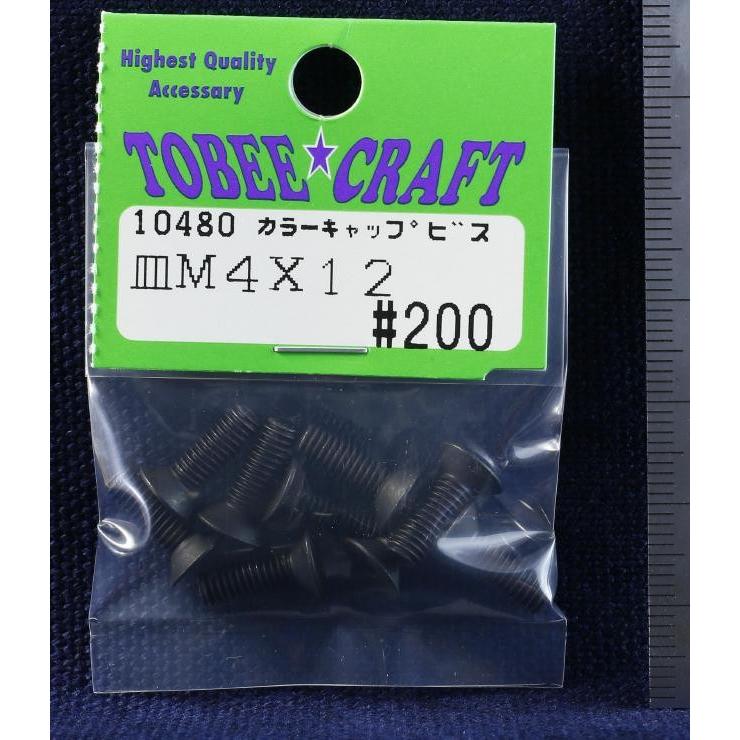 Highest Quality
Accessary
TOBEE★CRAFT
10480 カラーキャップビス
皿M4X12
#200